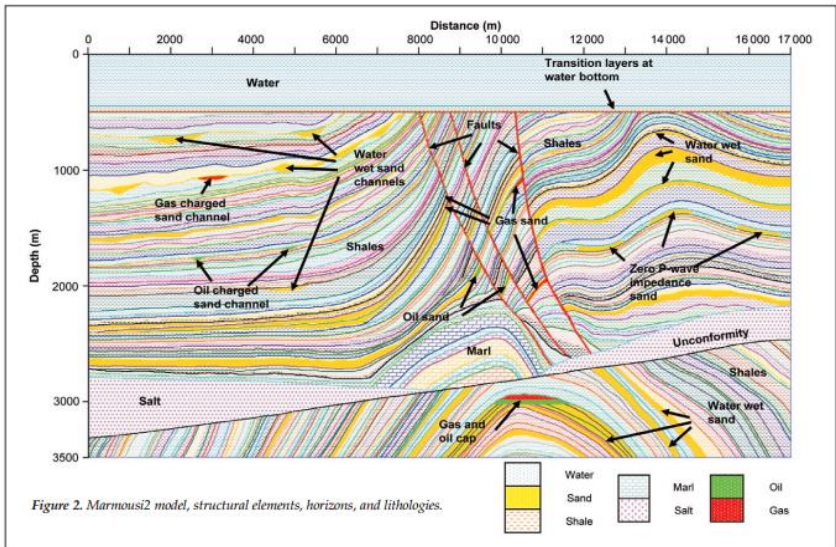 Distance (m)
0 2000 4000 6000 8000 10 000 12 000 14 000 16 000 17 000
Depth (m)
0
1000
2000
3000
3500
Water
Transition layers at
water bottom
Faults
Shales
Water wet
sand
Water
wet sand
channels
Gas charged
sand channel
Gas sand
Shales
Zero P-wave
impedance
sand
Oil charged
sand channel
Oil sand
Marl
Unconformity
Shales
Salt
Gas and
oil cap
Water wet
sand
Water
Sand
Shale
Marl
Salt
Oil
Gas
Figure 2. Marmousi2 model, structural elements, horizons, and lithologies.